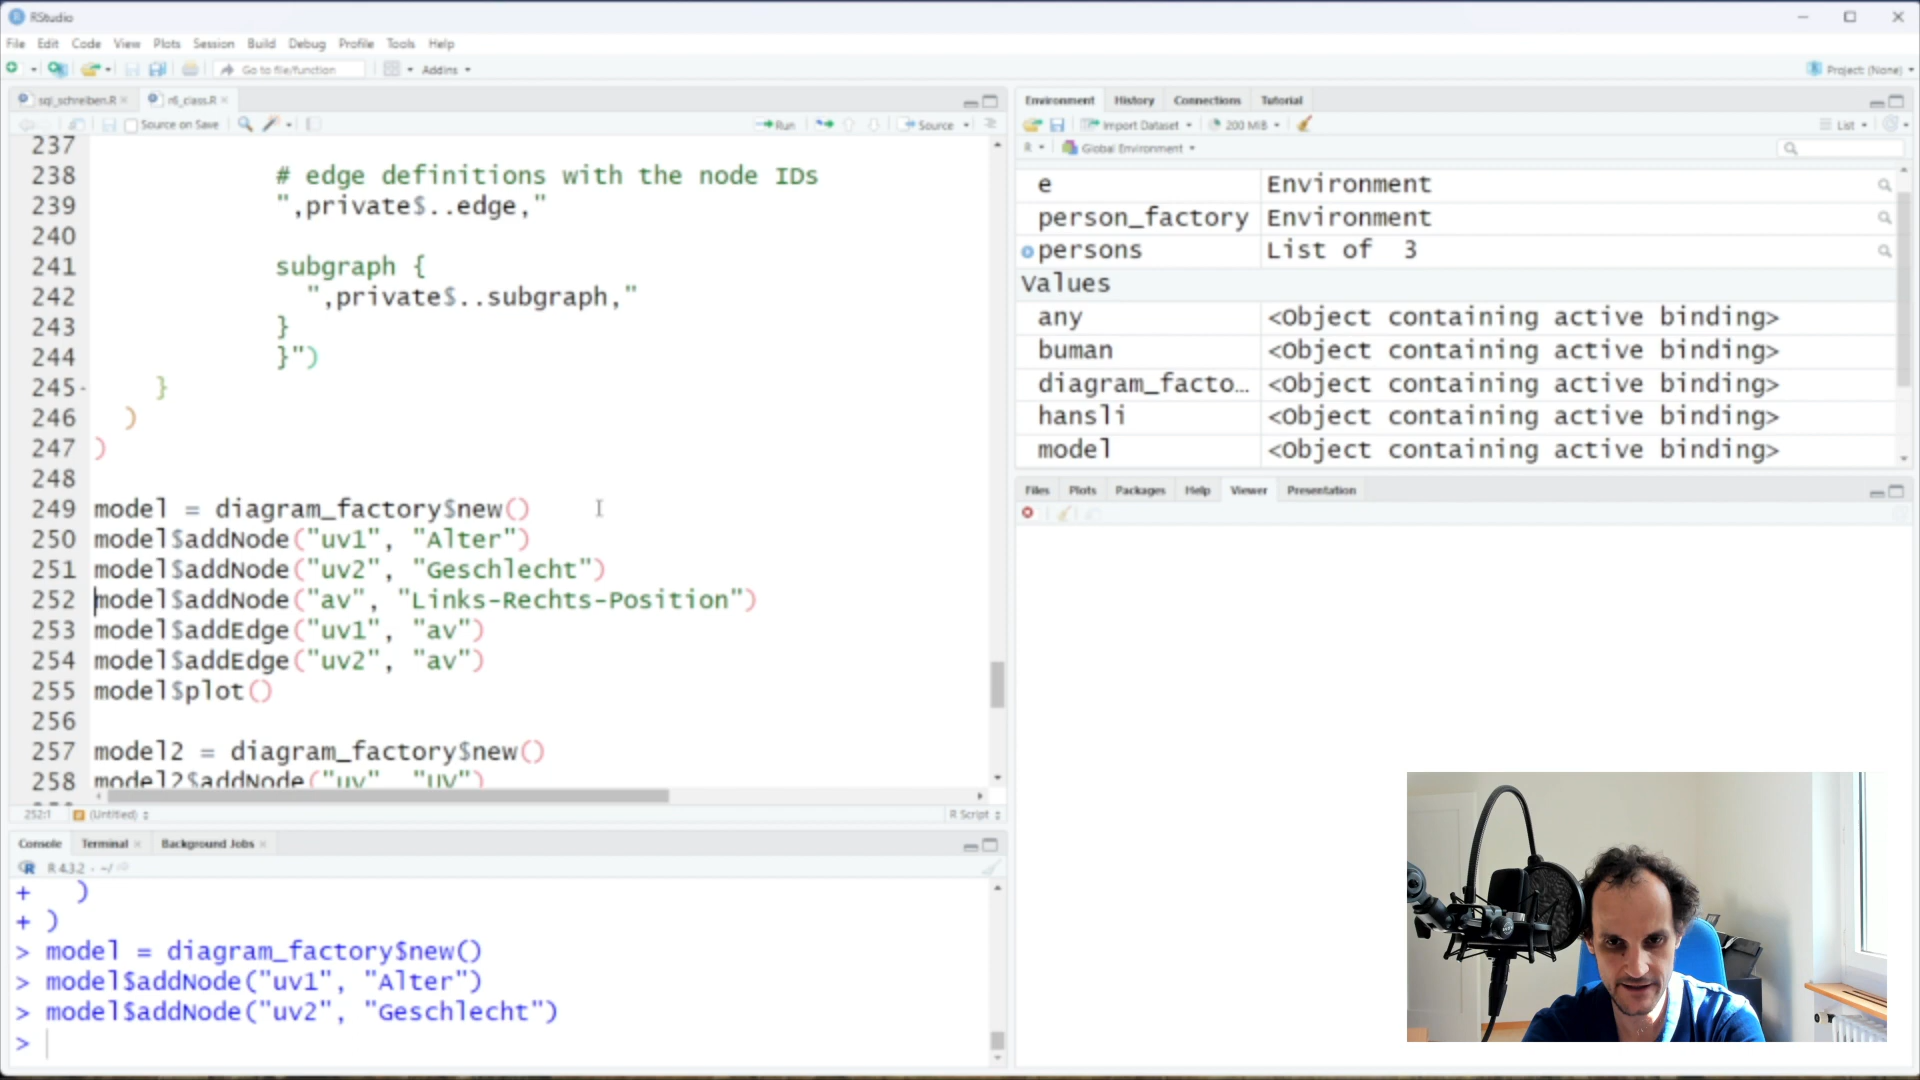 RStudio
File Edit Code View Plots Session Build Debug Profile Tools Help
Go to file/function Addins Project: (None)
sql_schreiben.R r6_class.R
Source on Save Run Source
237
238 # edge definitions with the node IDs
239 ",private$..edge,"
240
241 subgraph {
242 ",private$..subgraph,"
243 }
244 }")
245 }
246 )
247 )
248
249 model = diagram_factory$new()
250 model$addNode("uv1", "Alter")
251 model$addNode("uv2", "Geschlecht")
252 model$addNode("av", "Links-Rechts-Position")
253 model$addEdge("uv1", "av")
254 model$addEdge("uv2", "av")
255 model$plot()
256
257 model2 = diagram_factory$new()
258 model2$addNode("uv" "UV")
252:1 (Untitled) R Script
Console Terminal Background Jobs
R 4.3.2 · ~/
+ )
+ )
> model = diagram_factory$new()
> model$addNode("uv1", "Alter")
> model$addNode("uv2", "Geschlecht")
>
Environment History Connections Tutorial
Import Dataset 200 MiB List
R Global Environment
e Environment
person_factory Environment
persons List of 3
Values
any <Object containing active binding>
buman <Object containing active binding>
diagram_facto… <Object containing active binding>
hansli <Object containing active binding>
model <Object containing active binding>
Files Plots Packages Help Viewer Presentation